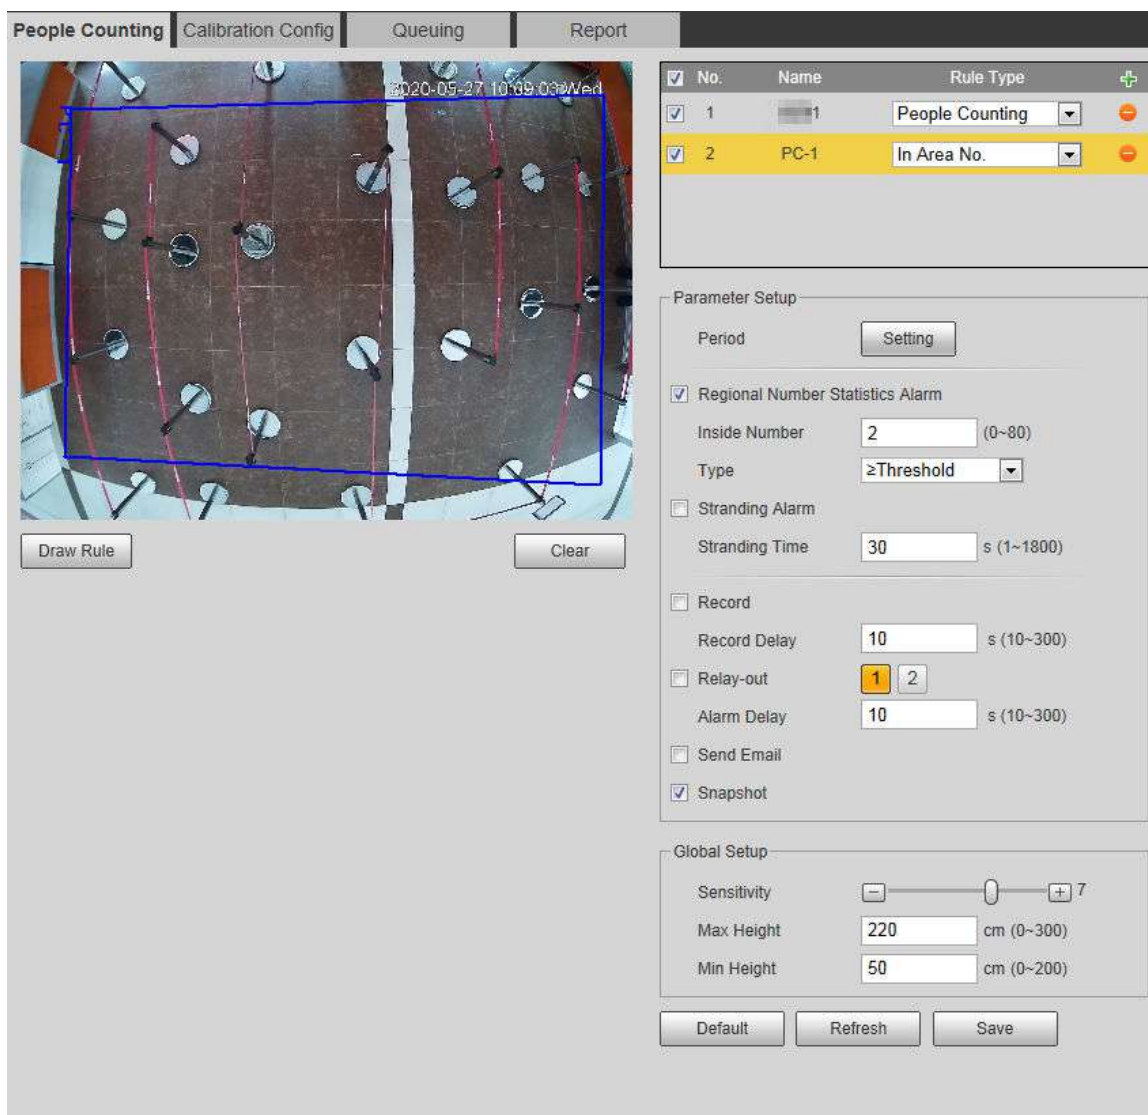 People Counting Calibration Config Queuing Report
2020-05-27 10:09:03 Wed
No. Name Rule Type
1 1 People Counting
2 PC-1 In Area No.
Parameter Setup
Period Setting
Regional Number Statistics Alarm
Inside Number 2 (0~80)
Type ≥Threshold
Stranding Alarm
Stranding Time 30 s (1~1800)
Record
Record Delay 10 s (10~300)
Relay-out 1 2
Alarm Delay 10 s (10~300)
Send Email
Snapshot
Draw Rule Clear
Global Setup
Sensitivity 7
Max Height 220 cm (0~300)
Min Height 50 cm (0~200)
Default Refresh Save